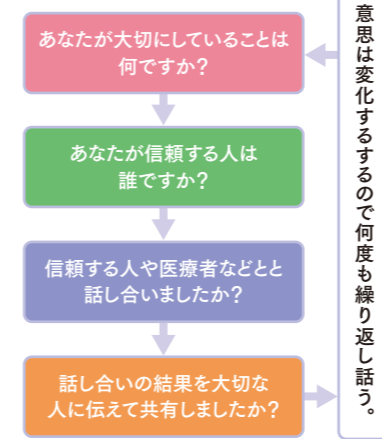 あなたが大切にしていることは
何ですか？
あなたが信頼する人は
誰ですか？
信頼する人や医療者などとと
話し合いましたか？
話し合いの結果を大切な
人に伝えて共有しましたか？
意思は変化するするので何度も繰り返し話う。